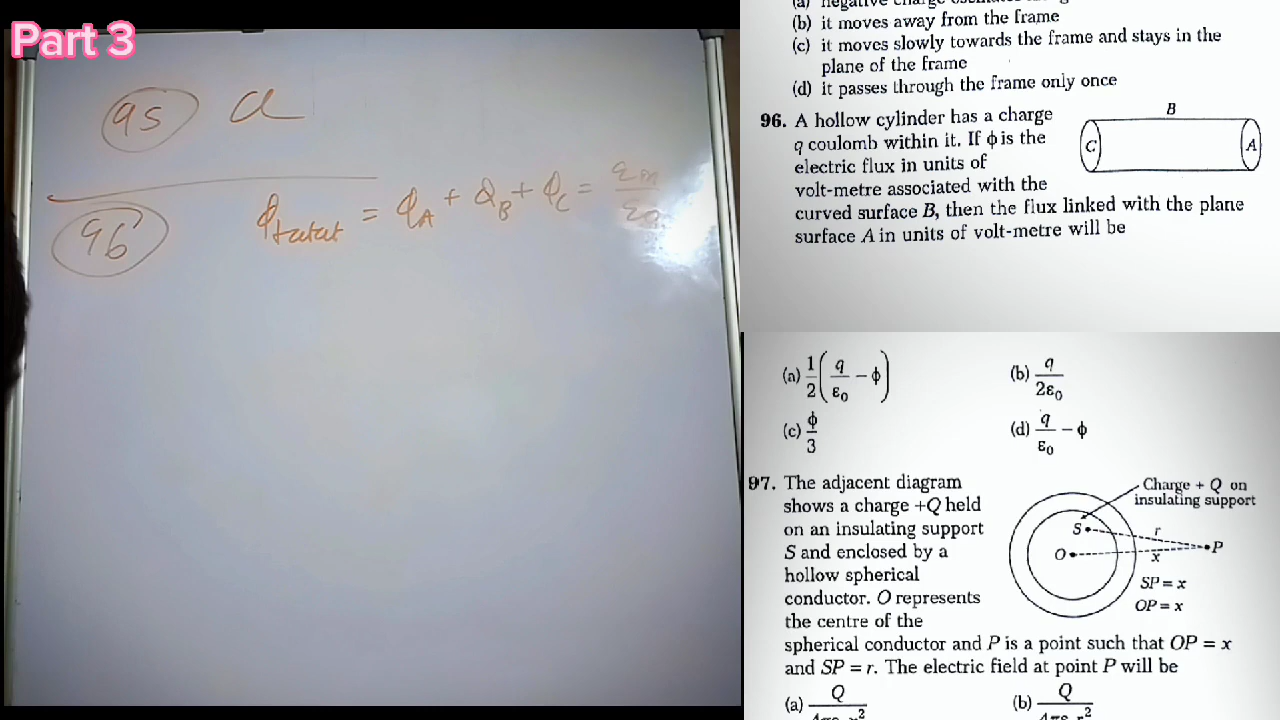 Part 3
95 a
96 ϕtotal = ϕA + ϕB + ϕC = qin/ε0
(a) negative charge
(b) it moves away from the frame
(c) it moves slowly towards the frame and stays in the
plane of the frame
(d) it passes through the frame only once
96. A hollow cylinder has a charge
q coulomb within it. If ϕ is the
electric flux in units of
volt-metre associated with the
curved surface B, then the flux linked with the plane
surface A in units of volt-metre will be
B
C
A
(a) 1/2 (q/ε0 − ϕ)
(b) q/2ε0
(c) ϕ/3
(d) q/ε0 − ϕ
97. The adjacent diagram
shows a charge +Q held
on an insulating support
S and enclosed by a
hollow spherical
conductor. O represents
the centre of the
spherical conductor and P is a point such that OP = x
and SP = r. The electric field at point P will be
Charge + Q on
insulating support
S
r
P
O
x
SP = x
OP = x
(a) Q
(b) Q